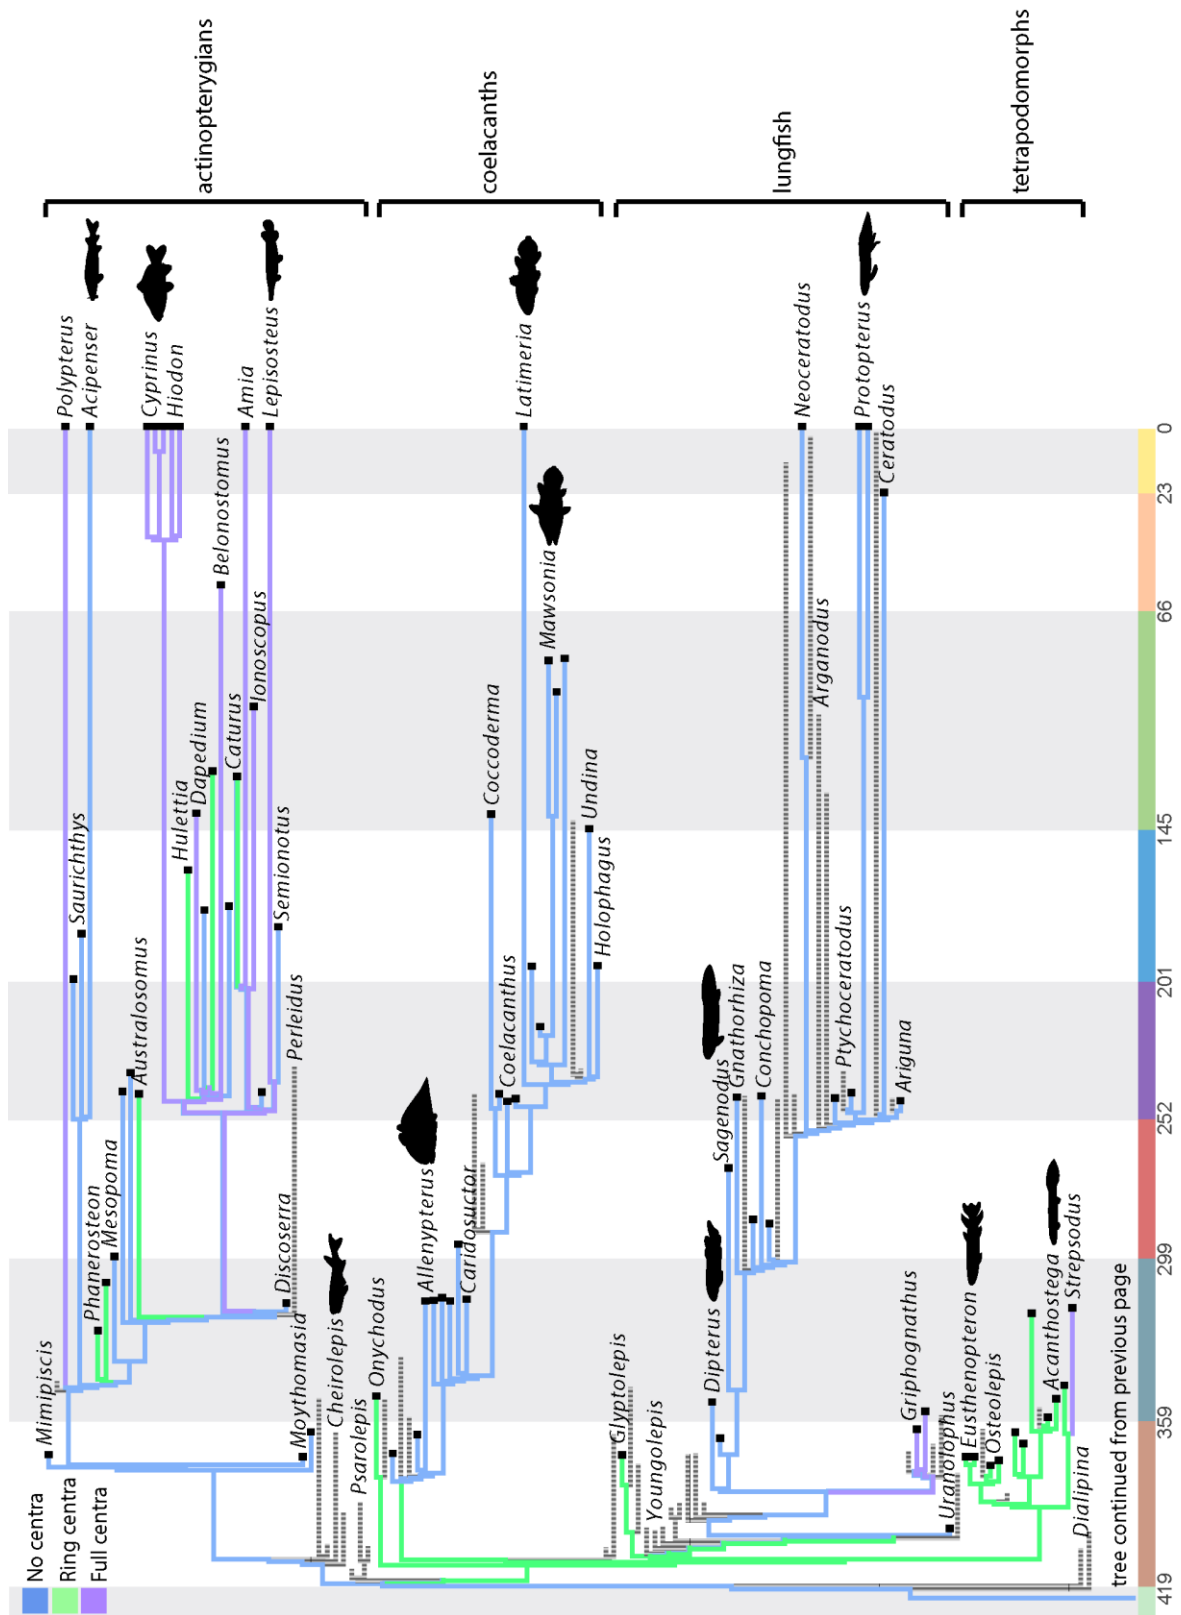 No centra
Ring centra
Full centra
actinopterygians
coelacanths
lungfish
tetrapodomorphs
Polypterus
Acipenser
Cyprinus
Hiodon
Amia
Lepisosteus
Latimeria
Neoceratodus
Protopterus
Ceratodus
Belonostomus
Mawsonia
Arganodus
Ionoscopus
Caturus
Dapedium
Hulettia
Saurichthys
Semionotus
Coccoderma
Undina
Holophagus
Australosomus
Perleidus
Coelacanthus
Sagenodus
Gnathorhiza
Conchopoma
Ptychoceratodus
Ariguna
Phanerosteon
Mesopoma
Discoserra
Allenypterus
Caridosuctor
Mimipiscis
Moythomasia
Cheirolepis
Psarolepis
Onychodus
Glyptolepis
Youngolepis
Dipterus
Griphognathus
Uranolophus
Eusthenopteron
Osteolepis
Acanthostega
Strepsodus
Dialipina
tree continued from previous page
419
359
299
252
201
145
66
23
0